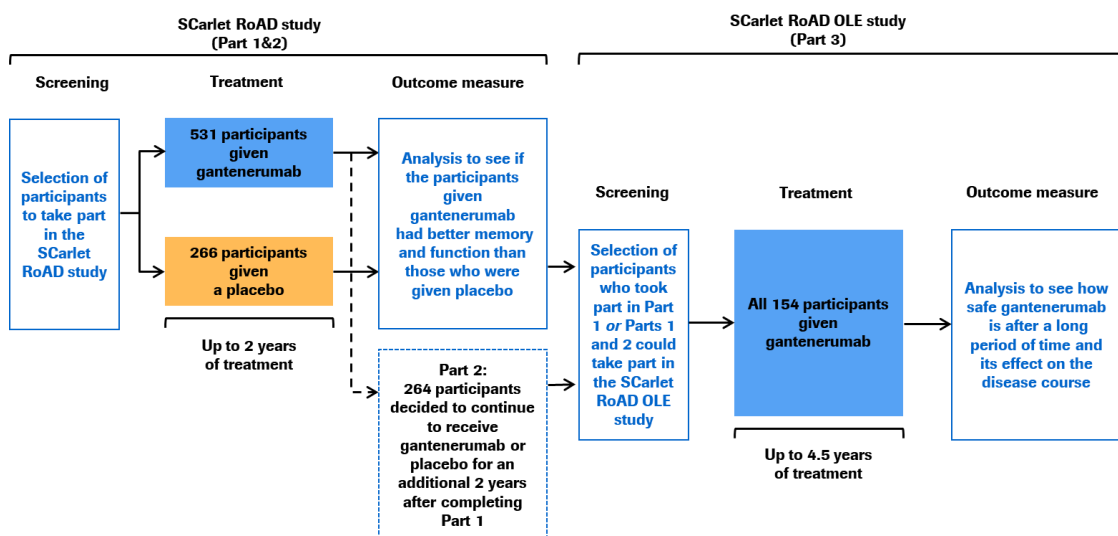 SCarlet RoAD study
(Part 1&2)
Screening
Treatment
Outcome measure
Selection of
participants
to take part
in the
SCarlet
RoAD study
531 participants
given
gantenerumab
266 participants
given
a placebo
Up to 2 years
of treatment
Analysis to see if
the participants
given
gantenerumab
had better memory
and function than
those who were
given placebo
Part 2:
264 participants
decided to continue
to receive
gantenerumab or
placebo for an
additional 2 years
after completing
Part 1
SCarlet RoAD OLE study
(Part 3)
Screening
Treatment
Outcome measure
Selection of
participants
who took
part in Part
1 or Parts 1
and 2 could
take part in
the SCarlet
RoAD OLE
study
All 154 participants
given
gantenerumab
Up to 4.5 years
of treatment
Analysis to see how
safe gantenerumab
is after a long
period of time and
its effect on the
disease course